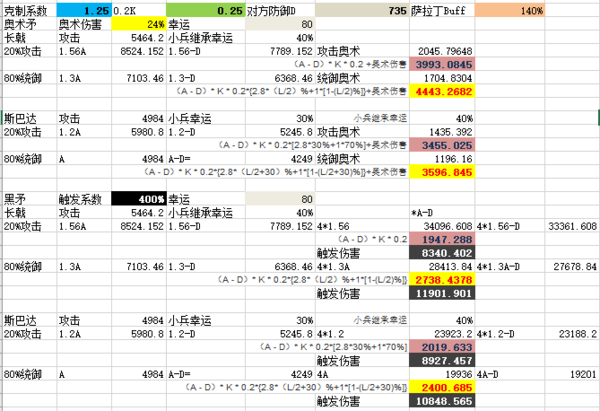 克制系数 1.25 0.2K 0.25 对方防御D 735 萨拉丁Buff 140%
奥术矛 奥术伤害 24% 幸运 80
长戟 攻击 5464.2 小兵继承幸运 40%
20%攻击 1.56A 8524.152 1.56-D 7789.152 攻击奥术 2045.79648
(A-D)*K*0.2+奥术伤害 3993.0845
80%统御 1.3A 7103.46 1.3-D 6368.46 统御奥术 1704.8304
(A-D)*K*0.2*{2.8*(L/2)%+1*[1-(L/2)%]}+奥术伤害 4443.2682
斯巴达 攻击 4984 30% 小兵继承幸运 40%
20%攻击 1.2A 5980.8 1.2-D 5245.8 攻击奥术 1435.392
(A-D)*K*0.2*[2.8*30%+1*70%]+奥术伤害 3455.025
80%统御 A 4984 A-D= 4249 统御奥术 1196.16
(A-D)*K*0.2*{2.8*(L/2+30)%+1*[1-(L/2+30)%]}+奥术伤害 3596.845
黑矛 触发系数 400% 幸运 80
长戟 攻击 5464.2 小兵继承幸运 40% *A-D
20%攻击 1.56A 8524.152 1.56-D 7789.152 4*1.56 34096.608 4*1.56-D 33361.608
(A-D)*K*0.2 1947.288
触发伤害 8340.402
80%统御 1.3A 7103.46 1.3-D 6368.46 4*1.3A 28413.84 4*1.3A-D 27678.84
(A-D)*K*0.2*{2.8*(L/2)%+1*[1-(L/2)%]} 2738.4378
触发伤害 11901.901
斯巴达 攻击 4984 小兵幸运 30% 小兵继承幸运 40%
20%攻击 1.2A 5980.8 1.2-D 5245.8 4*1.2 23923.2 4*1.2-D 23188.2
(A-D)*K*0.2*[2.8*30%+1*70%] 2019.633
触发伤害 8927.457
80%统御 A 4984 A-D= 4249 4A 19936 4A-D 19201
(A-D)*K*0.2*{2.8*(L/2+30)%+1*[1-(L/2+30)%]} 2400.685
触发伤害 10848.565